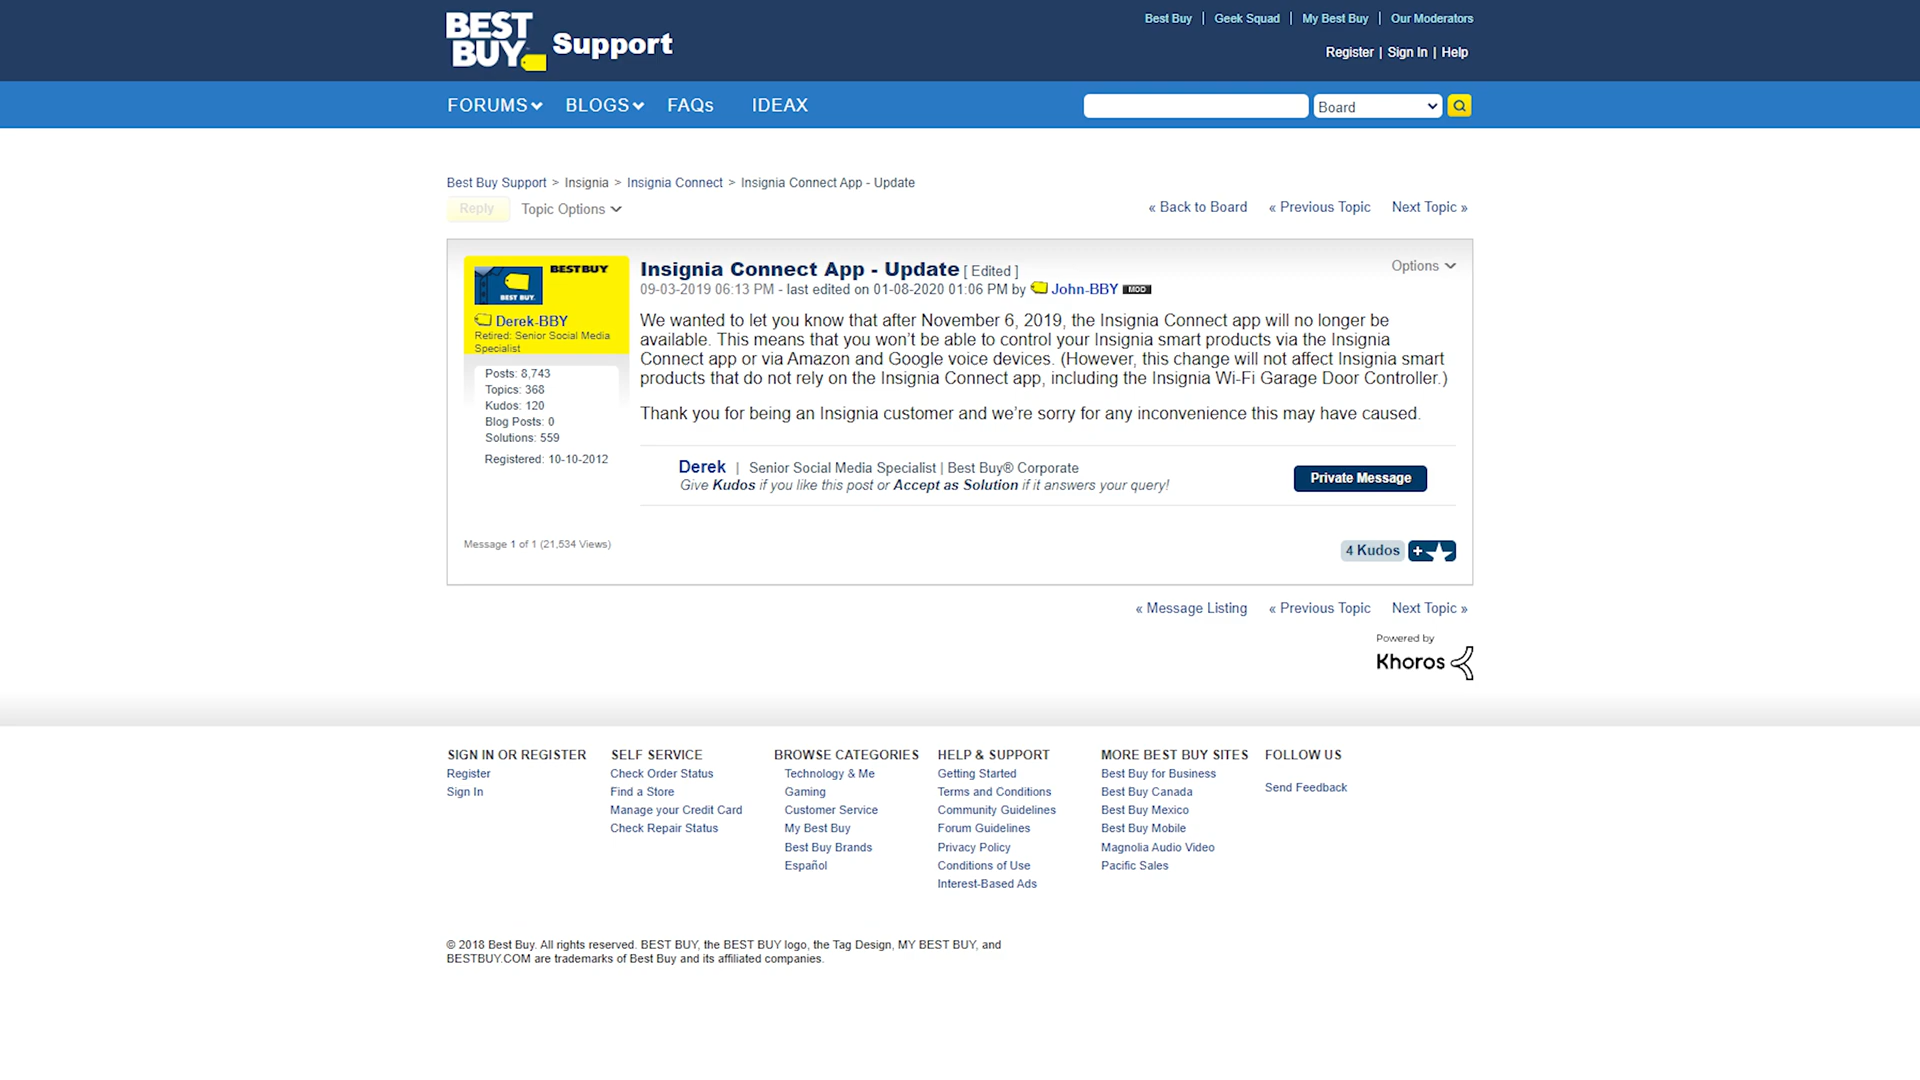 BEST BUY Support
Best Buy | Geek Squad | My Best Buy | Our Moderators
Register | Sign In | Help
FORUMS BLOGS FAQs IDEAX
Board
Best Buy Support > Insignia > Insignia Connect > Insignia Connect App - Update
Reply Topic Options
« Back to Board « Previous Topic Next Topic »
BEST BUY
BEST BUY.
Derek-BBY
Retired: Senior Social Media
Specialist
Posts: 8,743
Topics: 368
Kudos: 120
Blog Posts: 0
Solutions: 559
Registered: 10-10-2012
Insignia Connect App - Update [ Edited ]
Options
09-03-2019 06:13 PM - last edited on 01-08-2020 01:06 PM by John-BBY MOD
We wanted to let you know that after November 6, 2019, the Insignia Connect app will no longer be
available. This means that you won’t be able to control your Insignia smart products via the Insignia
Connect app or via Amazon and Google voice devices. (However, this change will not affect Insignia smart
products that do not rely on the Insignia Connect app, including the Insignia Wi-Fi Garage Door Controller.)
Thank you for being an Insignia customer and we’re sorry for any inconvenience this may have caused.
Derek | Senior Social Media Specialist | Best Buy® Corporate
Give Kudos if you like this post or Accept as Solution if it answers your query!
Private Message
Message 1 of 1 (21,534 Views)
4 Kudos +
« Message Listing « Previous Topic Next Topic »
Powered by
Khoros
SIGN IN OR REGISTER
Register
Sign In
SELF SERVICE
Check Order Status
Find a Store
Manage your Credit Card
Check Repair Status
BROWSE CATEGORIES
Technology & Me
Gaming
Customer Service
My Best Buy
Best Buy Brands
Español
HELP & SUPPORT
Getting Started
Terms and Conditions
Community Guidelines
Forum Guidelines
Privacy Policy
Conditions of Use
Interest-Based Ads
MORE BEST BUY SITES
Best Buy for Business
Best Buy Canada
Best Buy Mexico
Best Buy Mobile
Magnolia Audio Video
Pacific Sales
FOLLOW US
Send Feedback
© 2018 Best Buy. All rights reserved. BEST BUY, the BEST BUY logo, the Tag Design, MY BEST BUY, and
BESTBUY.COM are trademarks of Best Buy and its affiliated companies.